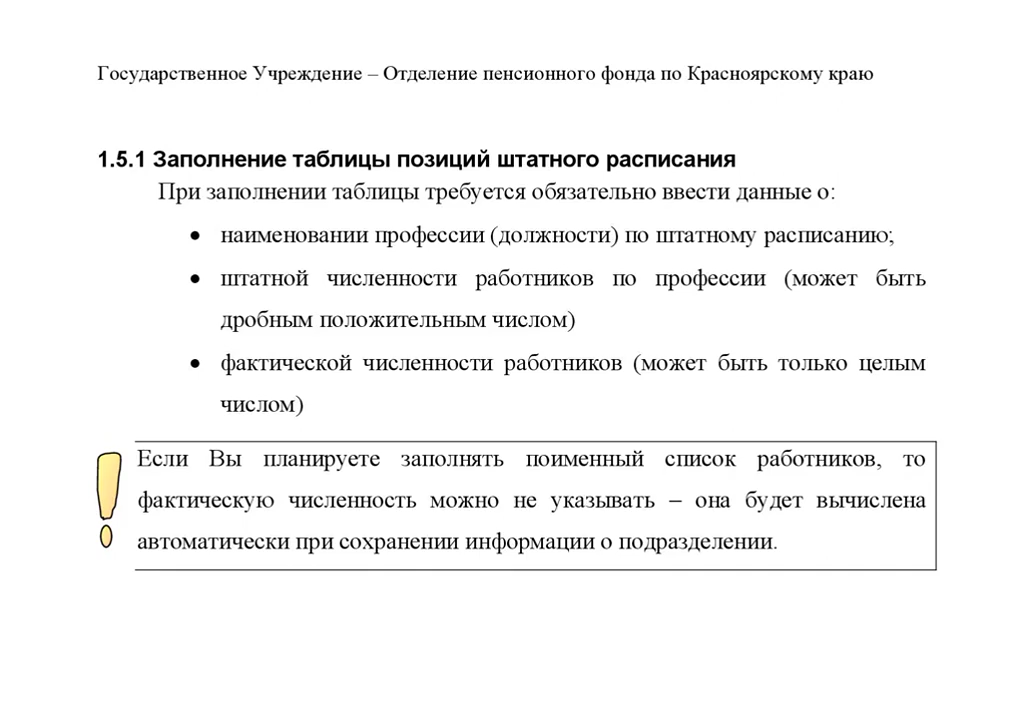 Государственное Учреждение – Отделение пенсионного фонда по Красноярскому краю
1.5.1 Заполнение таблицы позиций штатного расписания
При заполнении таблицы требуется обязательно ввести данные о:
• наименовании профессии (должности) по штатному расписанию;
• штатной численности работников по профессии (может быть
дробным положительным числом)
• фактической численности работников (может быть только целым
числом)
Если Вы планируете заполнять поименный список работников, то
фактическую численность можно не указывать – она будет вычислена
автоматически при сохранении информации о подразделении.